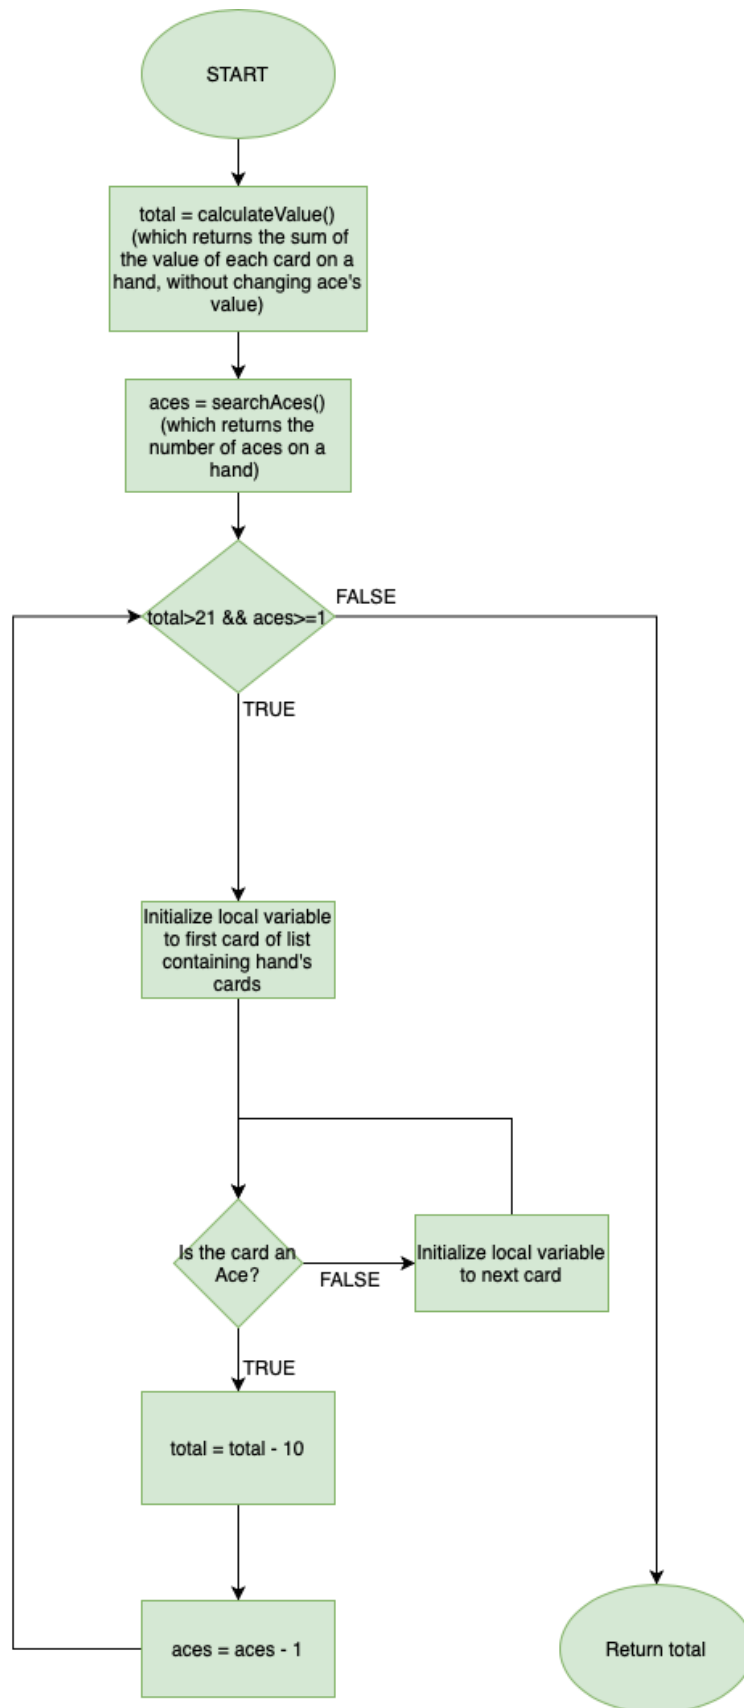 START
total = calculateValue()
(which returns the sum of
the value of each card on a
hand, without changing ace's
value)
aces = searchAces()
(which returns the
number of aces on a
hand)
total>21 && aces>=1
FALSE
TRUE
Initialize local variable
to first card of list
containing hand's
cards
Is the card an
Ace?
FALSE
Initialize local variable
to next card
TRUE
total = total - 10
aces = aces - 1
Return total